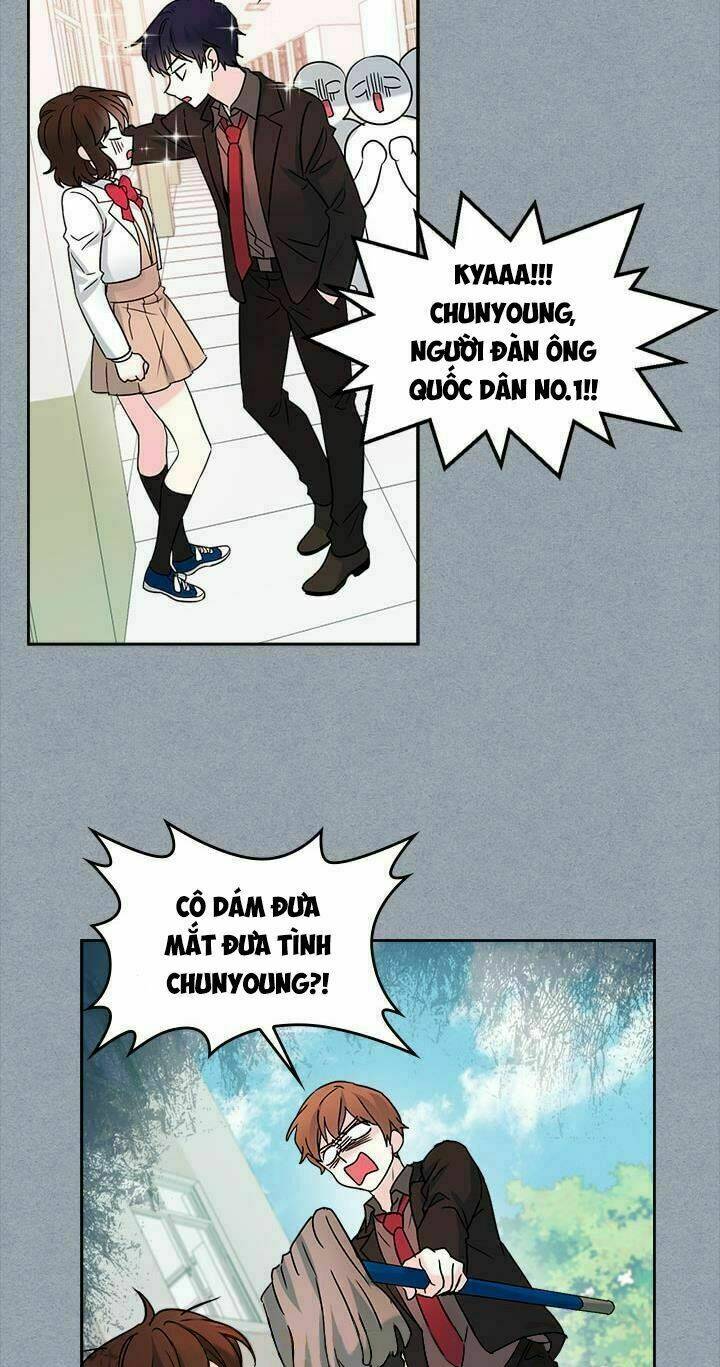 KYAAA!!!
CHUNYOUNG,
NGƯỜI ĐÀN ÔNG
QUỐC DÂN NO.1!!
CÔ DÁM ĐƯA
MẮT ĐƯA TÌNH
CHUNYOUNG?!